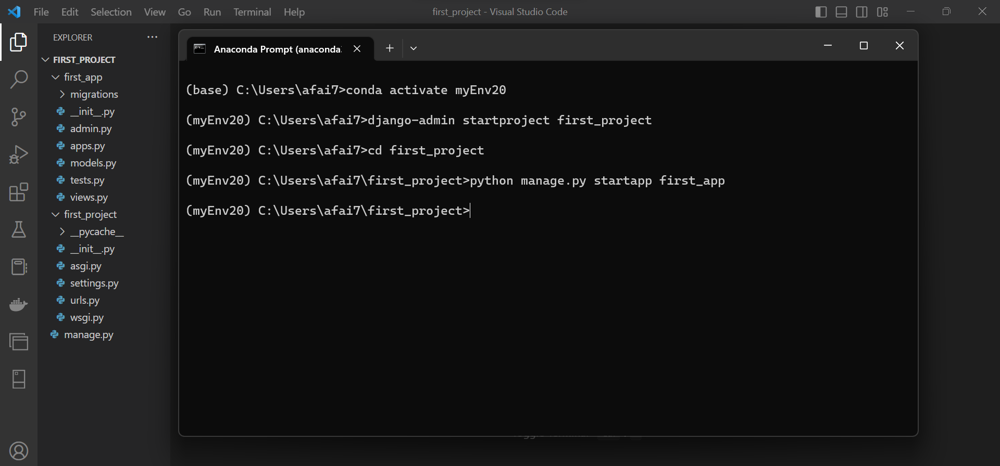 File Edit Selection View Go Run Terminal Help
first_project - Visual Studio Code
EXPLORER
FIRST_PROJECT
first_app
migrations
__init__.py
admin.py
apps.py
models.py
tests.py
views.py
first_project
__pycache__
__init__.py
asgi.py
settings.py
urls.py
wsgi.py
manage.py
Anaconda Prompt (anaconda
(base) C:\Users\afai7>conda activate myEnv20
(myEnv20) C:\Users\afai7>django-admin startproject first_project
(myEnv20) C:\Users\afai7>cd first_project
(myEnv20) C:\Users\afai7\first_project>python manage.py startapp first_app
(myEnv20) C:\Users\afai7\first_project>